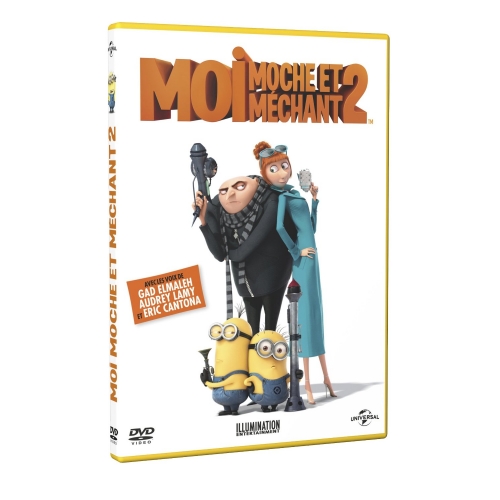 MOI MOCHE ET
MÉCHANT 2
TM
AVEC LES VOIX DE
GAD ELMALEH
AUDREY LAMY
ET ERIC CANTONA
ILLUMINATION
ENTERTAINMENT
UNIVERSAL
MOI MOCHE ET MÉCHANT 2
DVD
VIDEO